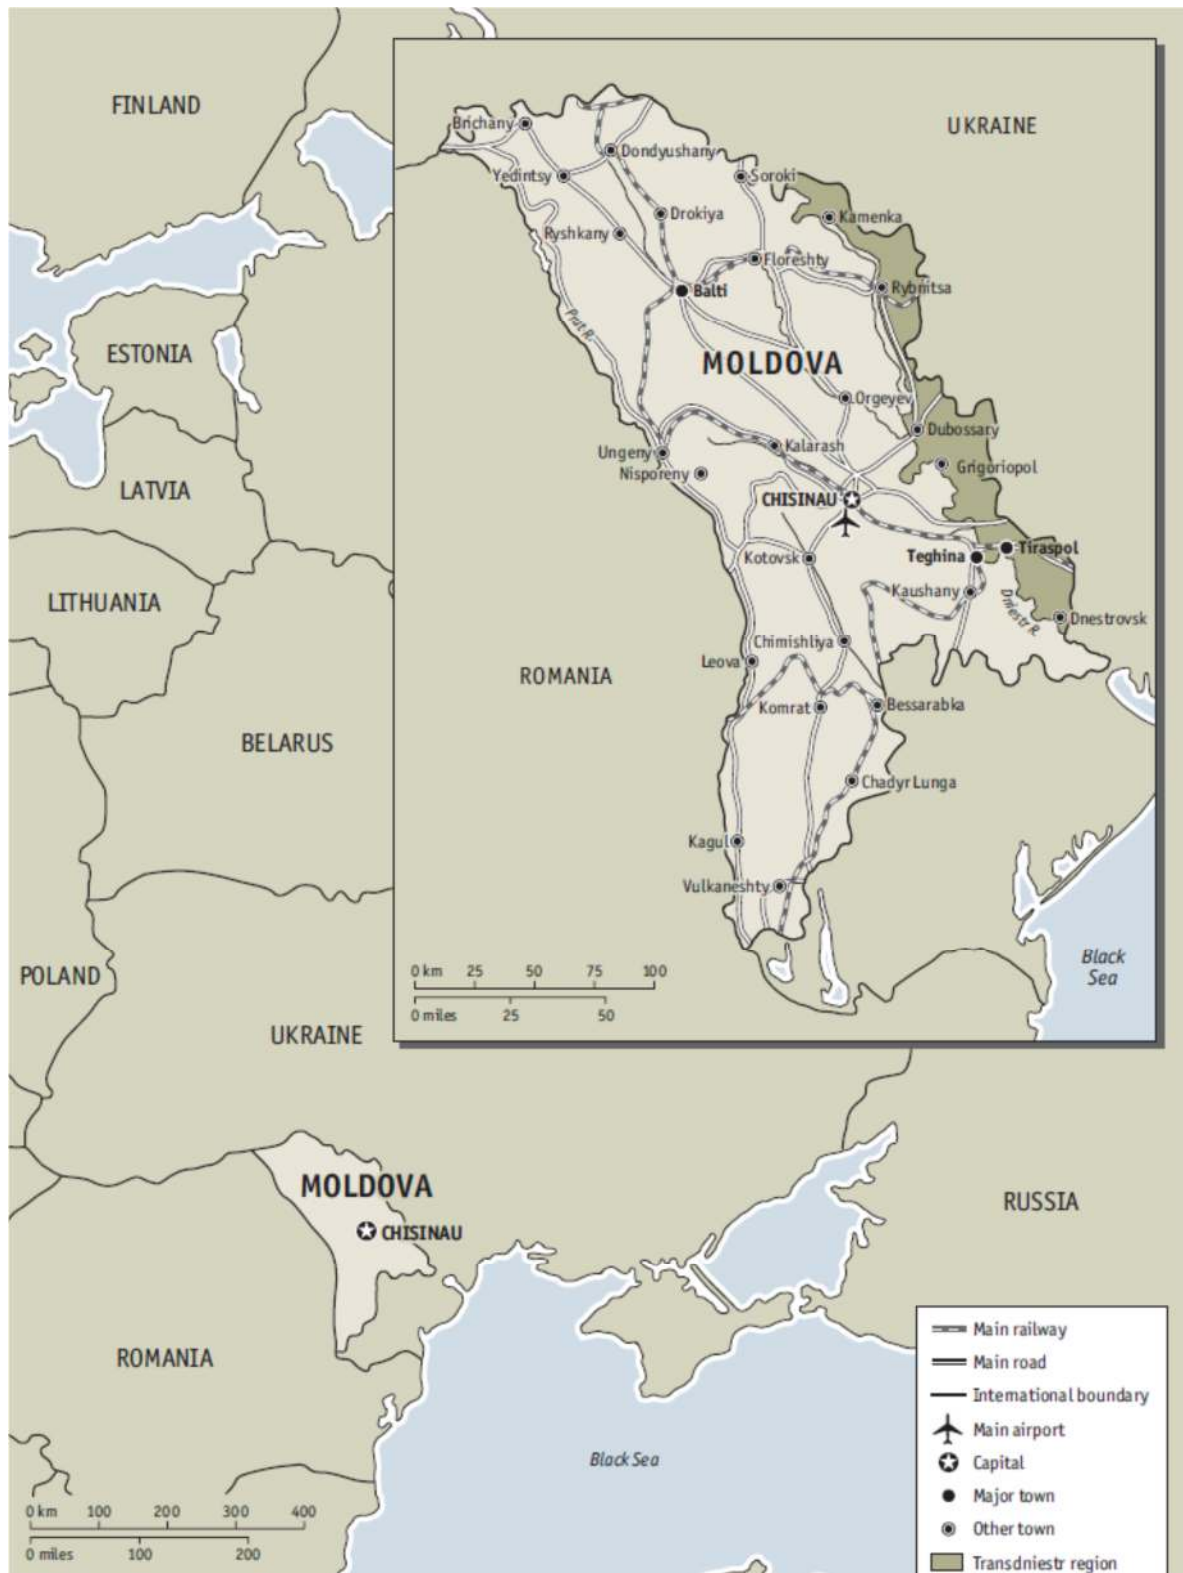 FINLAND
ESTONIA
LATVIA
LITHUANIA
BELARUS
POLAND
UKRAINE
MOLDOVA
CHISINAU
ROMANIA
RUSSIA
Black Sea
0 km 100 200 300 400
0 miles 100 200
UKRAINE
Brichany
Dondyushany
Yedintsy
Soroki
Drokiya
Kamenka
Ryshkany
Floreshty
Rybnitsa
Balti
Prut R.
MOLDOVA
Orgeyev
Dubossary
Kalarash
Ungeny
Grigoriopol
Nisporeny
CHISINAU
Tiraspol
Teghina
Kotovsk
Kaushany
Dniestr R.
Dnestrovsk
Chimishliya
Leova
ROMANIA
Komrat
Bessarabka
Chadyr Lunga
Kagul
Vulkaneshty
Black
Sea
0 km 25 50 75 100
0 miles 25 50
Main railway
Main road
International boundary
Main airport
Capital
Major town
Other town
Transdniestr region